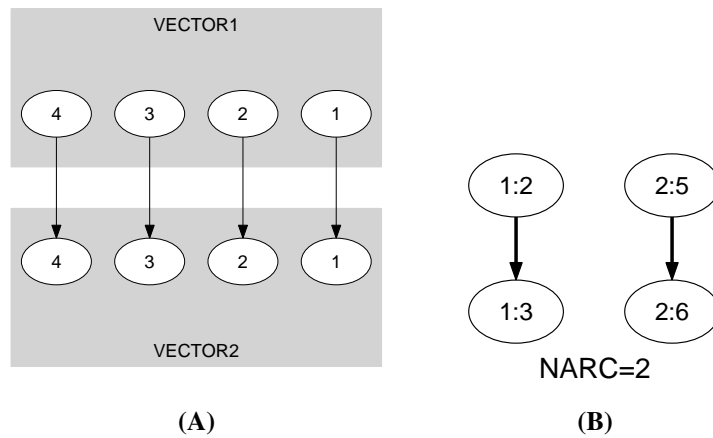 VECTOR1
4 3 2 1
4 3 2 1
VECTOR2
1:2 2:5
1:3 2:6
NARC=2
(A) (B)